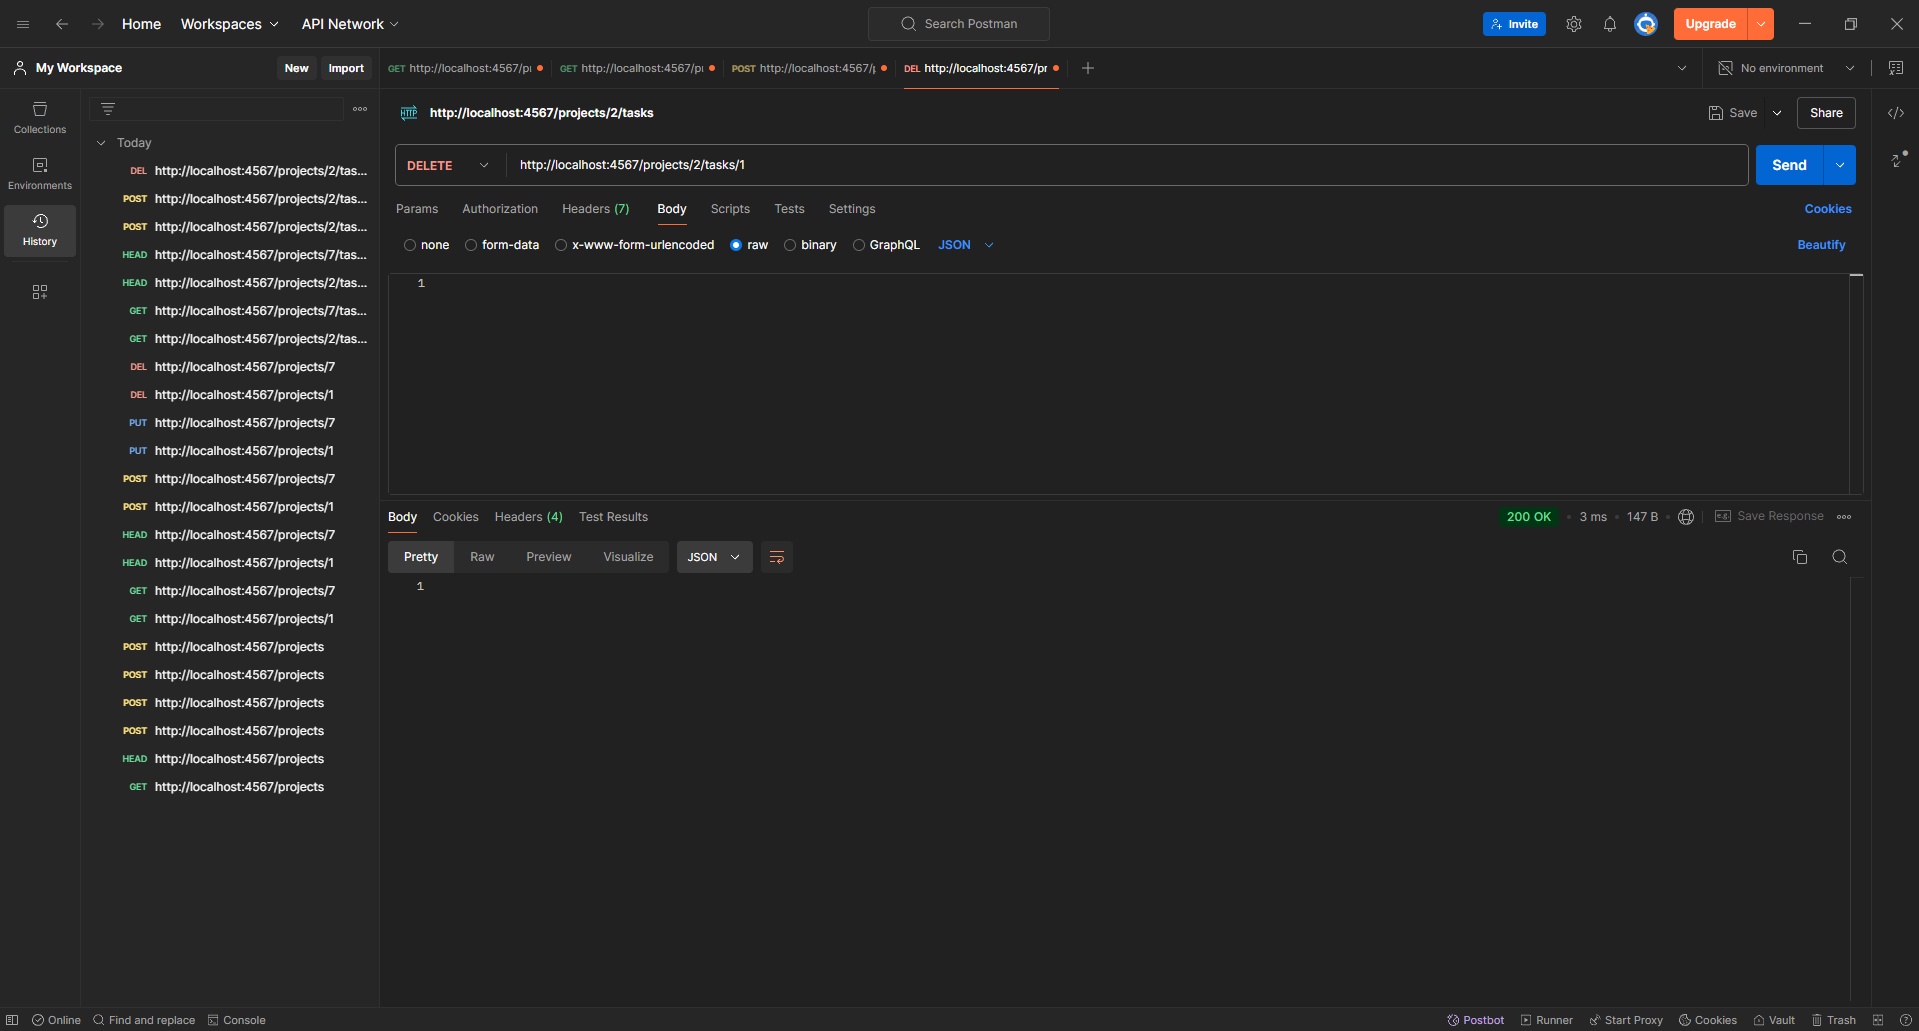 Home Workspaces API Network Search Postman Invite Upgrade
My Workspace New Import GET http://localhost:4567/p GET http://localhost:4567/p POST http://localhost:4567/ DEL http://localhost:4567/pr No environment
HTTP http://localhost:4567/projects/2/tasks Save Share
DELETE http://localhost:4567/projects/2/tasks/1 Send
Params Authorization Headers (7) Body Scripts Tests Settings Cookies
none form-data x-www-form-urlencoded raw binary GraphQL JSON Beautify
1
Collections
Environments
History
Today
DEL http://localhost:4567/projects/2/tas...
POST http://localhost:4567/projects/2/tas...
POST http://localhost:4567/projects/2/tas...
HEAD http://localhost:4567/projects/7/tas...
HEAD http://localhost:4567/projects/2/tas...
GET http://localhost:4567/projects/7/tas...
GET http://localhost:4567/projects/2/tas...
DEL http://localhost:4567/projects/7
DEL http://localhost:4567/projects/1
PUT http://localhost:4567/projects/7
PUT http://localhost:4567/projects/1
POST http://localhost:4567/projects/7
POST http://localhost:4567/projects/1
HEAD http://localhost:4567/projects/7
HEAD http://localhost:4567/projects/1
GET http://localhost:4567/projects/7
GET http://localhost:4567/projects/1
POST http://localhost:4567/projects
POST http://localhost:4567/projects
POST http://localhost:4567/projects
POST http://localhost:4567/projects
HEAD http://localhost:4567/projects
GET http://localhost:4567/projects
Body Cookies Headers (4) Test Results 200 OK • 3 ms • 147 B • e.g. Save Response
Pretty Raw Preview Visualize JSON
1
Online Find and replace Console Postbot Runner Start Proxy Cookies Vault Trash